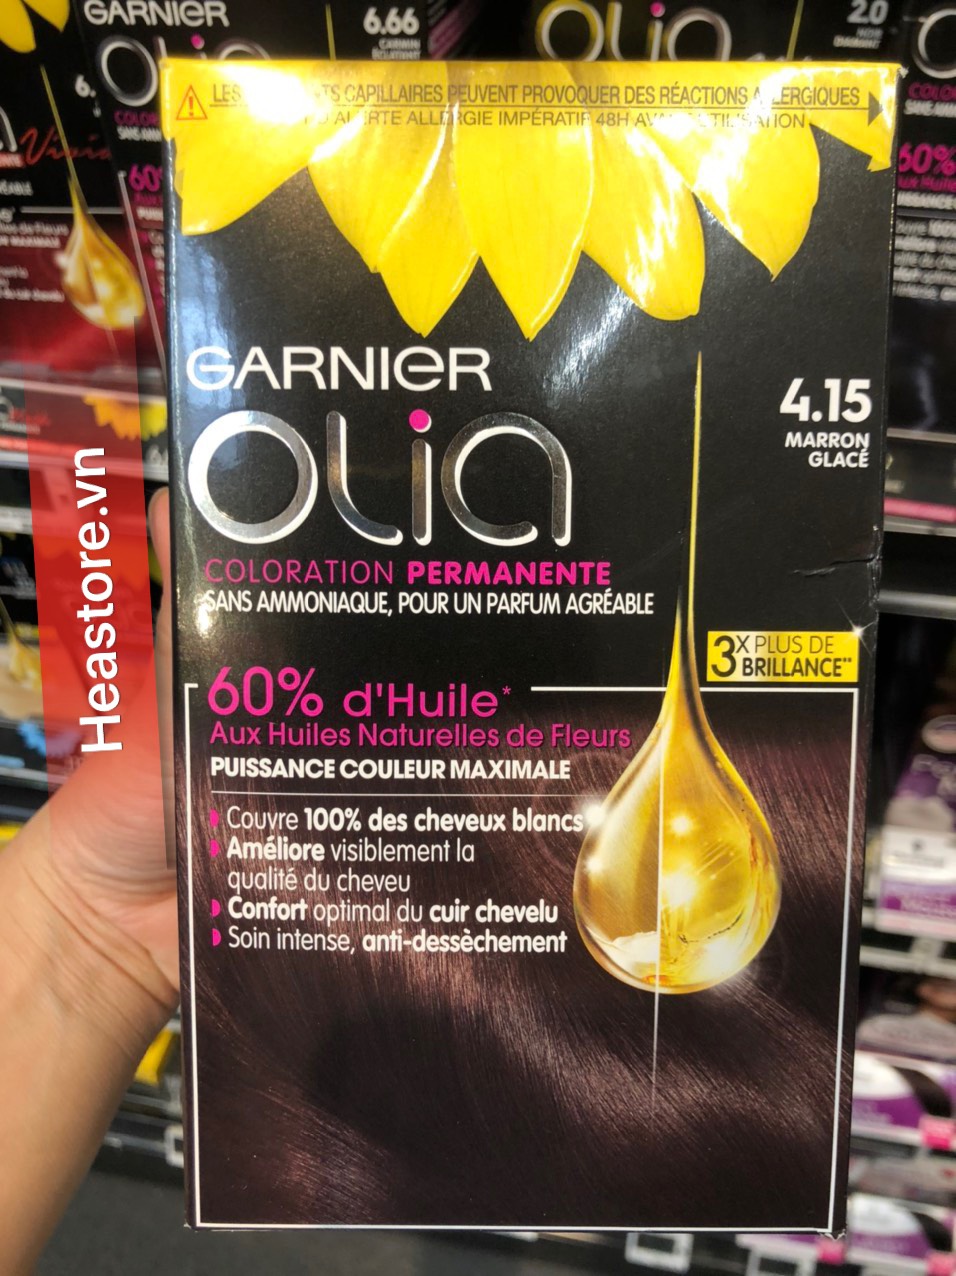 GARNIER
6.66
CARMIN
OLIA
2.0
LES CAPILLAIRES PEUVENT PROVOQUER DES RÉACTIONS ALLERGIQUES
ALERTE ALLERGIE IMPÉRATIF 48H AVANT UTILISATION
GARNIER
OLIA
4.15
MARRON
GLACÉ
COLORATION PERMANENTE
SANS AMMONIAQUE, POUR UN PARFUM AGRÉABLE
3X PLUS DE
BRILLANCE**
60% d'Huile*
Aux Huiles Naturelles de Fleurs
PUISSANCE COULEUR MAXIMALE
Couvre 100% des cheveux blancs
Améliore visiblement la
qualité du cheveu
Confort optimal du cuir chevelu
Soin intense, anti-dessèchement
Heastore.vn
60%